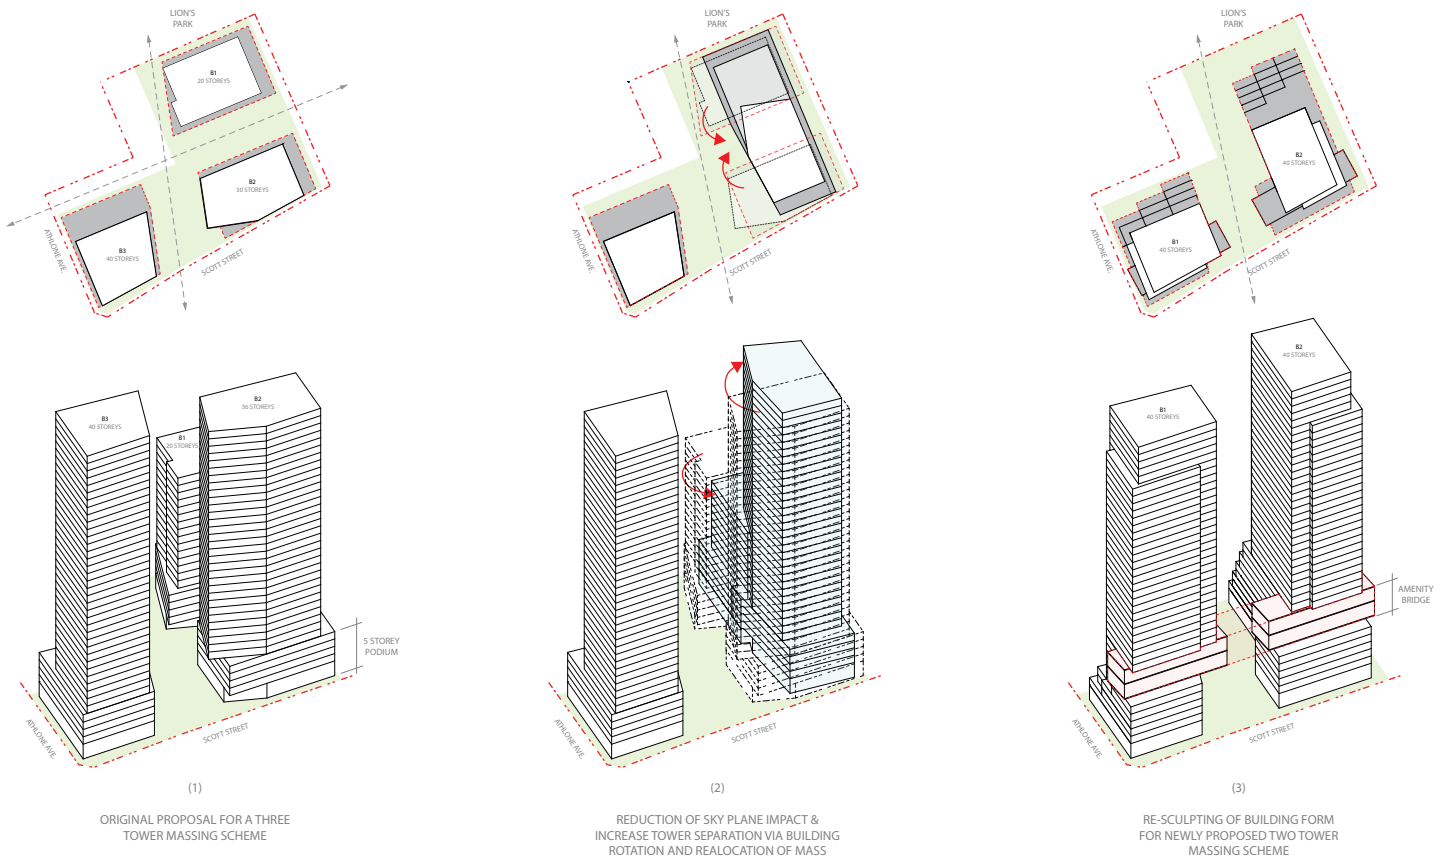 LION'S
PARK
B1
20 STOREYS
B2
30 STOREYS
B3
40 STOREYS
ATHLONE AVE.
SCOTT STREET
B3
40 STOREYS
B1
20 STOREYS
B2
36 STOREYS
5 STOREY
PODIUM
ATHLONE AVE.
SCOTT STREET
(1)
ORIGINAL PROPOSAL FOR A THREE
TOWER MASSING SCHEME
LION'S
PARK
ATHLONE AVE.
SCOTT STREET
ATHLONE AVE.
SCOTT STREET
(2)
REDUCTION OF SKY PLANE IMPACT &
INCREASE TOWER SEPARATION VIA BUILDING
ROTATION AND REALOCATION OF MASS
LION'S
PARK
B2
40 STOREYS
B1
40 STOREYS
ATHLONE AVE.
SCOTT STREET
B2
40 STOREYS
B1
40 STOREYS
AMENITY
BRIDGE
ATHLONE AVE.
SCOTT STREET
(3)
RE-SCULPTING OF BUILDING FORM
FOR NEWLY PROPOSED TWO TOWER
MASSING SCHEME